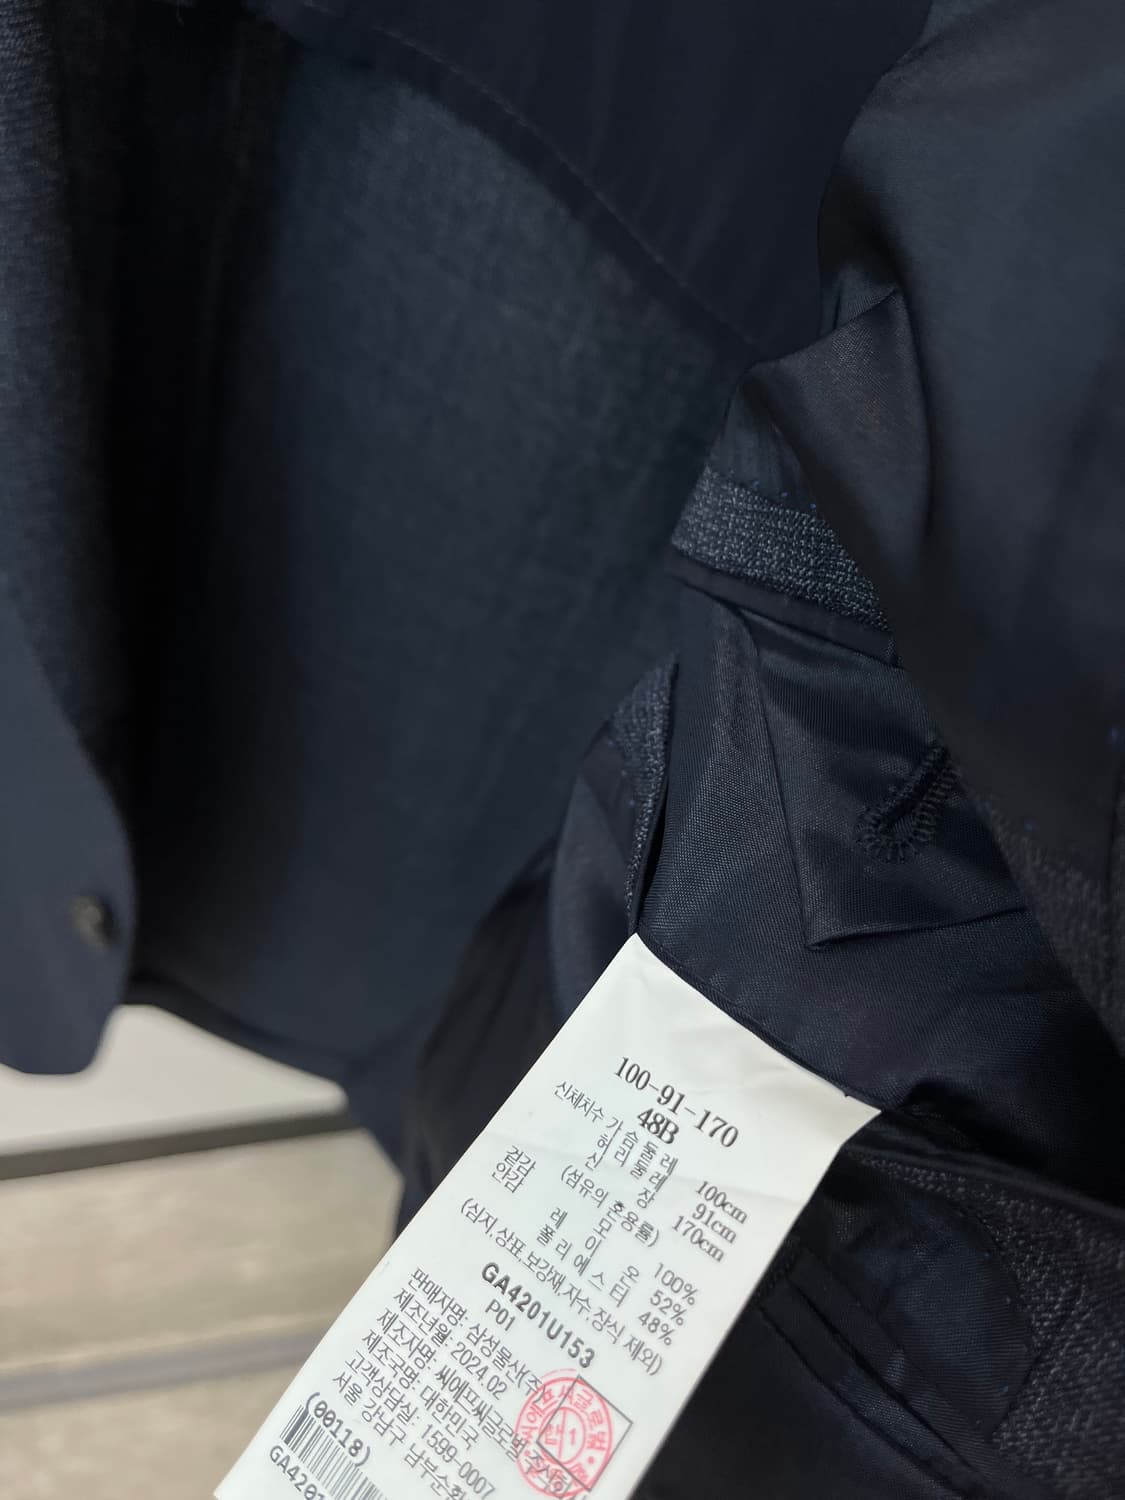 100-91-170
48B
신체치수 가슴둘레 100cm
허리둘레 91cm
신장 170cm
(섬유의 혼용률)
겉감 모 100%
안감 레이온 52%
폴리에스터 48%
(심지,상표,보강재,자수,장식 제외)
GA4201U153
P01
판매자명: 삼성물산(주)
제조년월: 2024.02
제조자명: 씨에프씨글로벌 주식회사
제조국명: 대한민국
고객상담실: 1599-0007
서울 강남구 남부순환
(00118)
GA4201